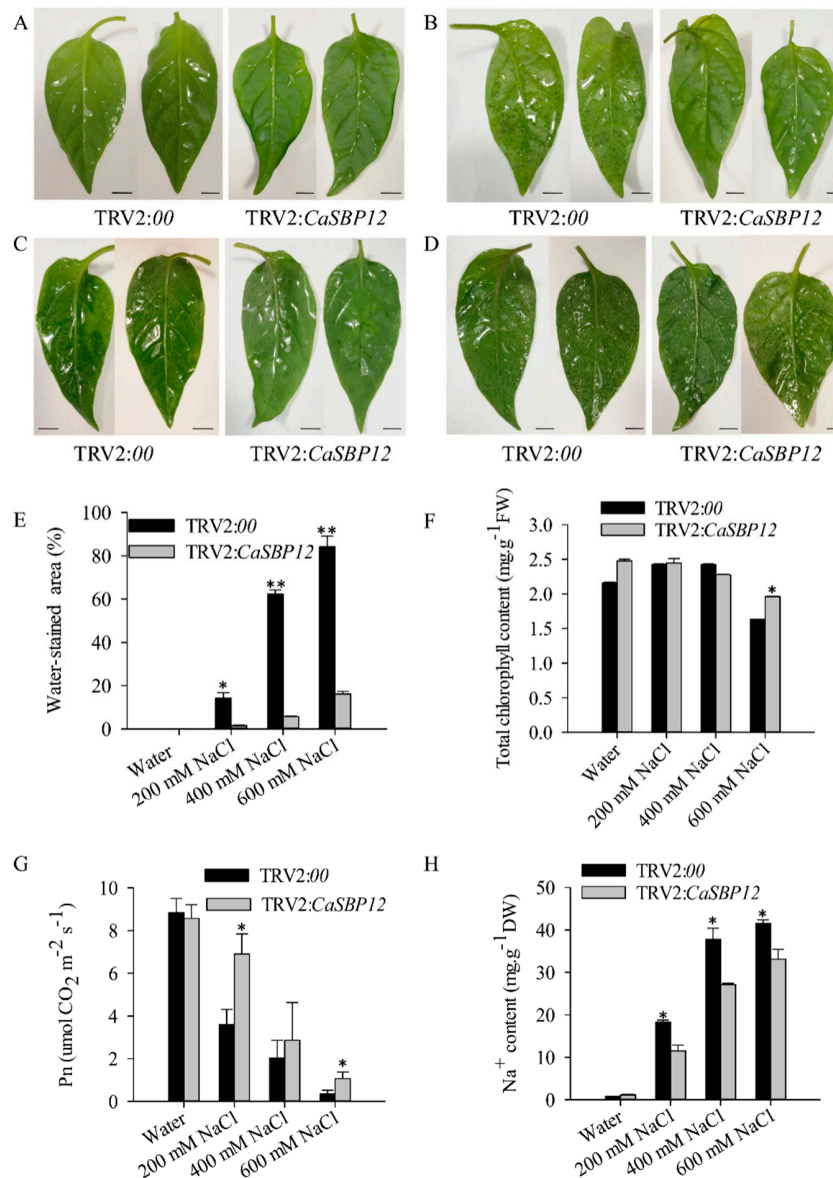 A
B
TRV2:00 TRV2:CaSBP12
TRV2:00 TRV2:CaSBP12
C
D
TRV2:00 TRV2:CaSBP12
TRV2:00 TRV2:CaSBP12
E
Water-stained area (%)
100
80
60
40
20
0
TRV2:00
TRV2:CaSBP12
*
**
**
Water
200 mM NaCl
400 mM NaCl
600 mM NaCl
F
Total chlorophyll content (mg.g⁻¹FW)
3.0
2.5
2.0
1.5
1.0
0.5
0.0
TRV2:00
TRV2:CaSBP12
*
Water
200 mM NaCl
400 mM NaCl
600 mM NaCl
G
Pn (umol CO₂ m⁻² s⁻¹)
10
8
6
4
2
0
TRV2:00
TRV2:CaSBP12
*
*
Water
200 mM NaCl
400 mM NaCl
600 mM NaCl
H
Na⁺ content (mg.g⁻¹DW)
50
40
30
20
10
0
TRV2:00
TRV2:CaSBP12
*
*
*
Water
200 mM NaCl
400 mM NaCl
600 mM NaCl